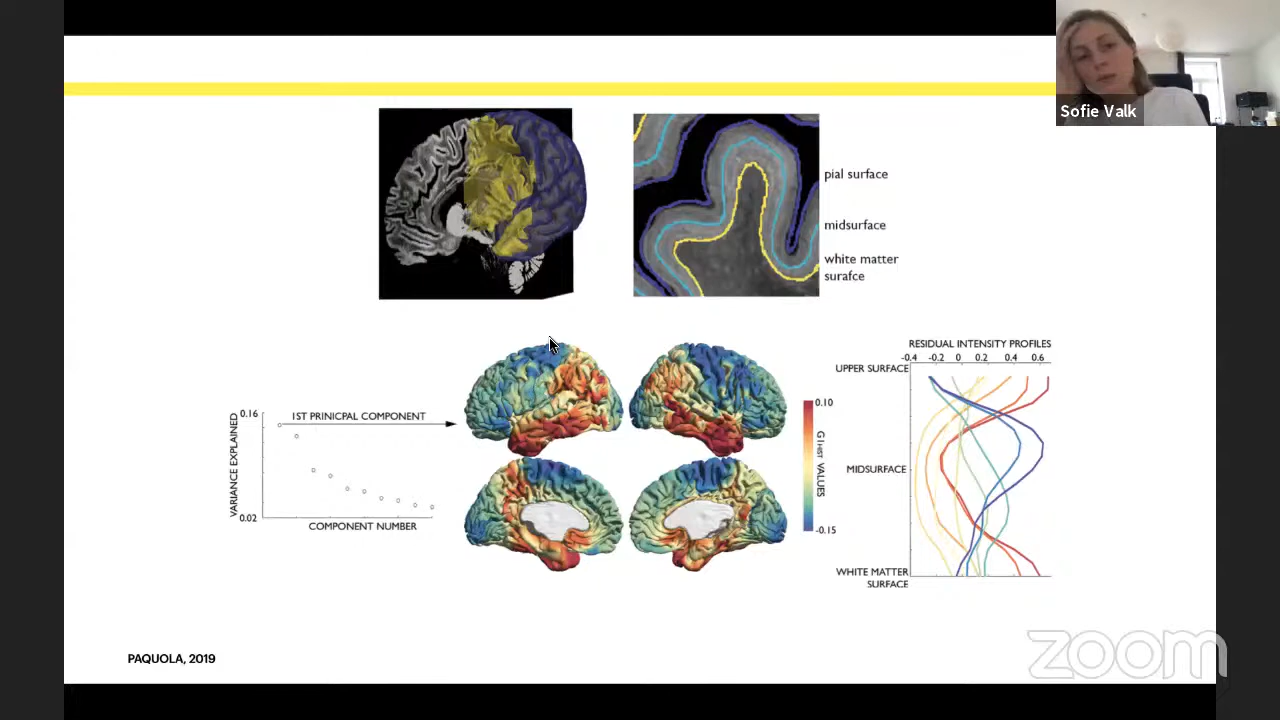 Sofie Valk
pial surface
midsurface
white matter
surafce
RESIDUAL INTENSITY PROFILES
-0.4 -0.2 0 0.2 0.4 0.6
UPPER SURFACE
MIDSURFACE
WHITE MATTER
SURFACE
0.10
G1HIST VALUES
-0.15
VARIANCE EXPLAINED
0.16
0.02
1ST PRINICPAL COMPONENT
COMPONENT NUMBER
PAQUOLA, 2019
zoom